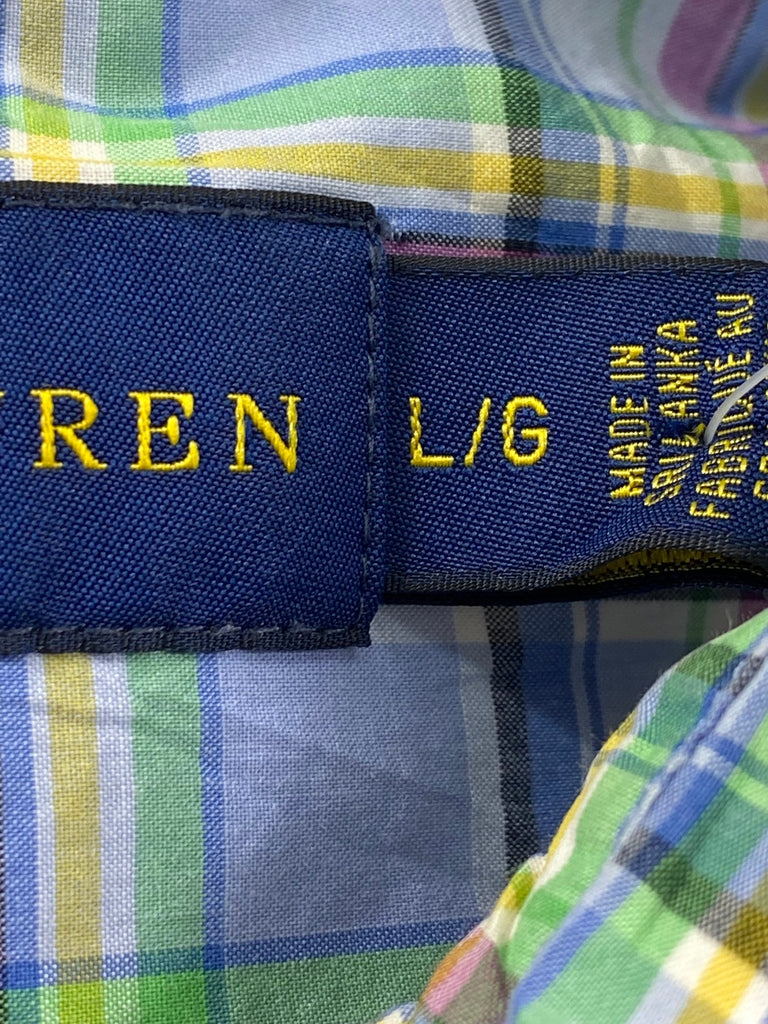 REN
L/G
MADE IN
SRI LANKA
FABRIQUÉ AU